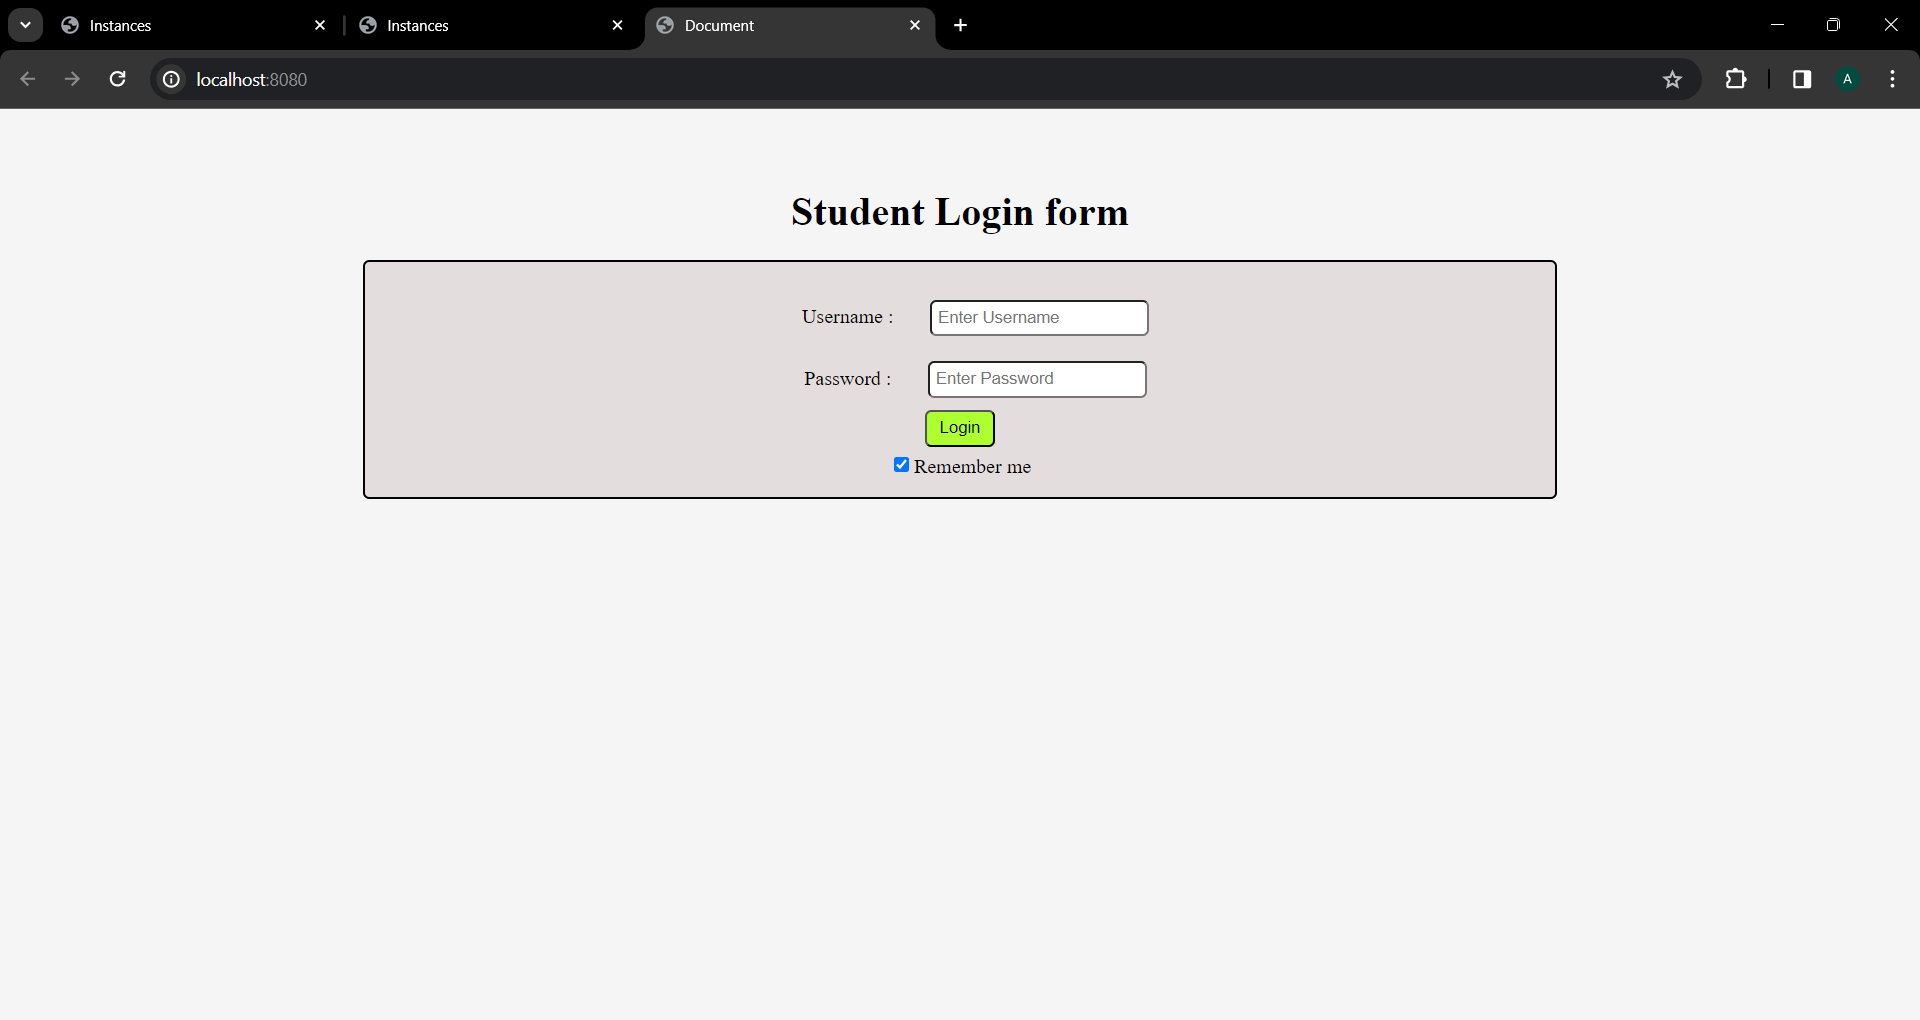 Instances
Instances
Document
localhost:8080
A
Student Login form
Username :
Enter Username
Password :
Enter Password
Login
Remember me